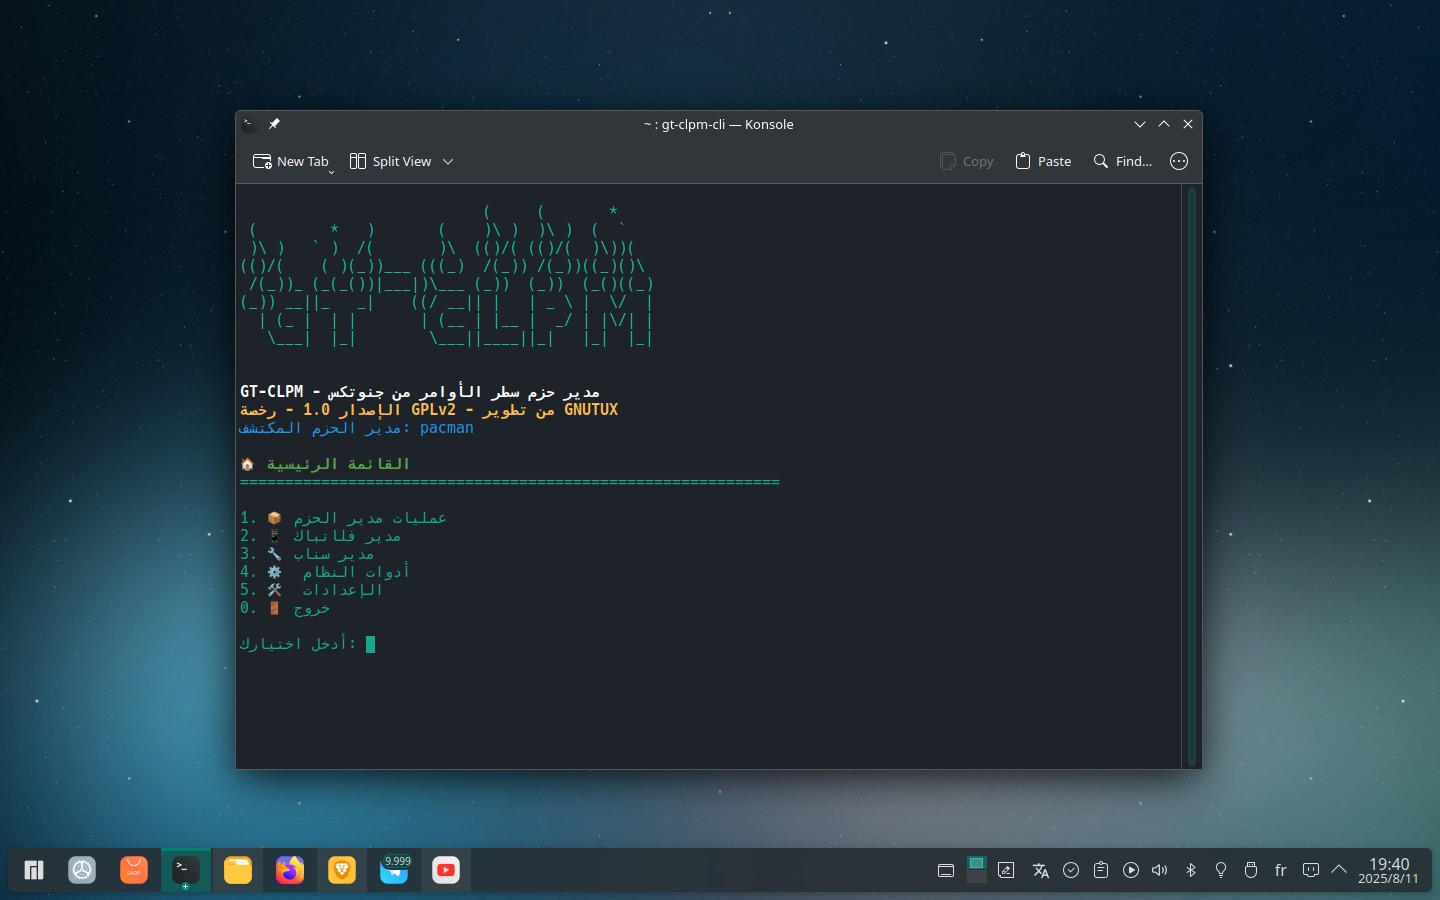 ~ : gt-clpm-cli — Konsole
New Tab
Split View
Copy
Paste
Find...
GT-CLPM - مدير حزم سطر الأوامر من جنوتكس
الإصدار 1.0 - رخصة GPLv2 - من تطوير GNUTUX
مدير الحزم المكتشف: pacman
🏠 القائمة الرئيسية
============================================================
1. 📦 عمليات مدير الحزم
2. 📱 مدير فلاتباك
3. 🔧 مدير سناب
4. ⚙️ أدوات النظام
5. 🛠️ الإعدادات
0. 🚪 خروج
أدخل اختيارك:
SHOP
9.999
fr
19:40
2025/8/11